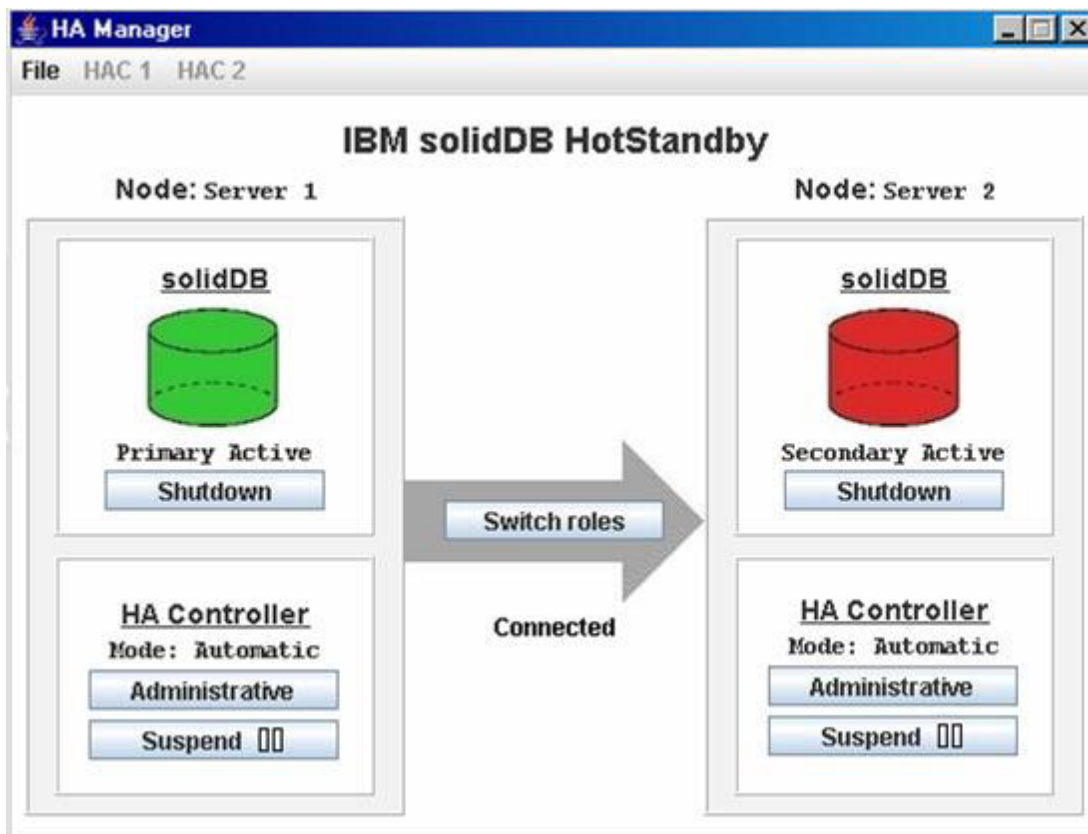 HA Manager
File HAC 1 HAC 2
IBM solidDB HotStandby
Node: Server 1
Node: Server 2
solidDB
Primary Active
Shutdown
HA Controller
Mode: Automatic
Administrative
Suspend
Switch roles
Connected
solidDB
Secondary Active
Shutdown
HA Controller
Mode: Automatic
Administrative
Suspend